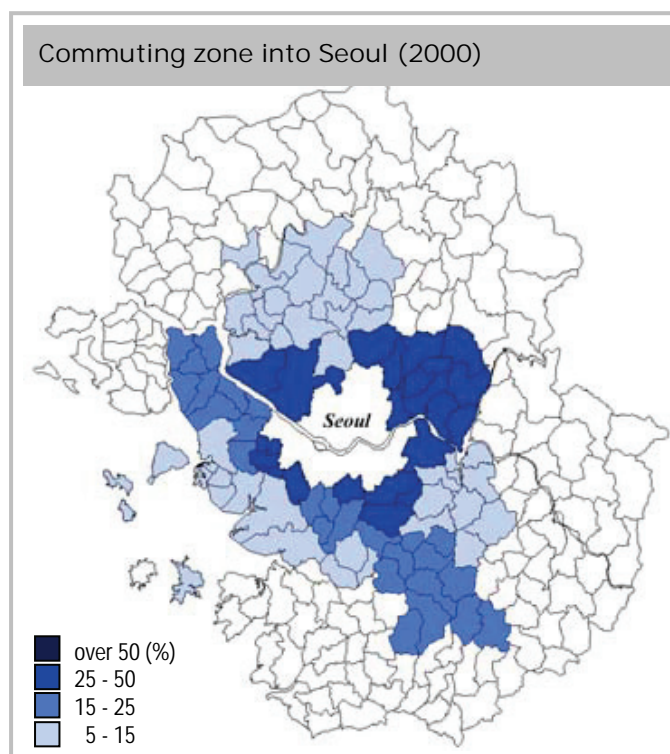 Commuting zone into Seoul (2000)
Seoul
over 50 (%)
25 - 50
15 - 25
5 - 15